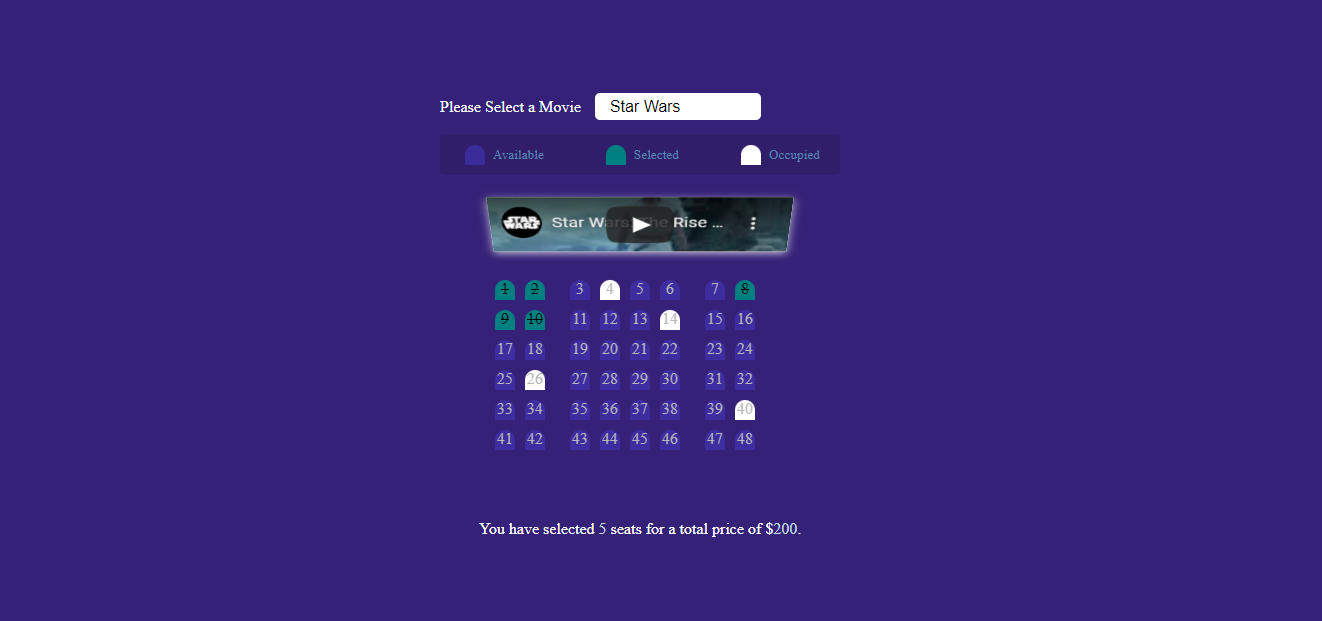 Please Select a Movie Star Wars
Available Selected Occupied
STAR WARS Star Wars: The Rise ...
1 2 3 4 5 6 7 8
9 10 11 12 13 14 15 16
17 18 19 20 21 22 23 24
25 26 27 28 29 30 31 32
33 34 35 36 37 38 39 40
41 42 43 44 45 46 47 48
You have selected 5 seats for a total price of $200.